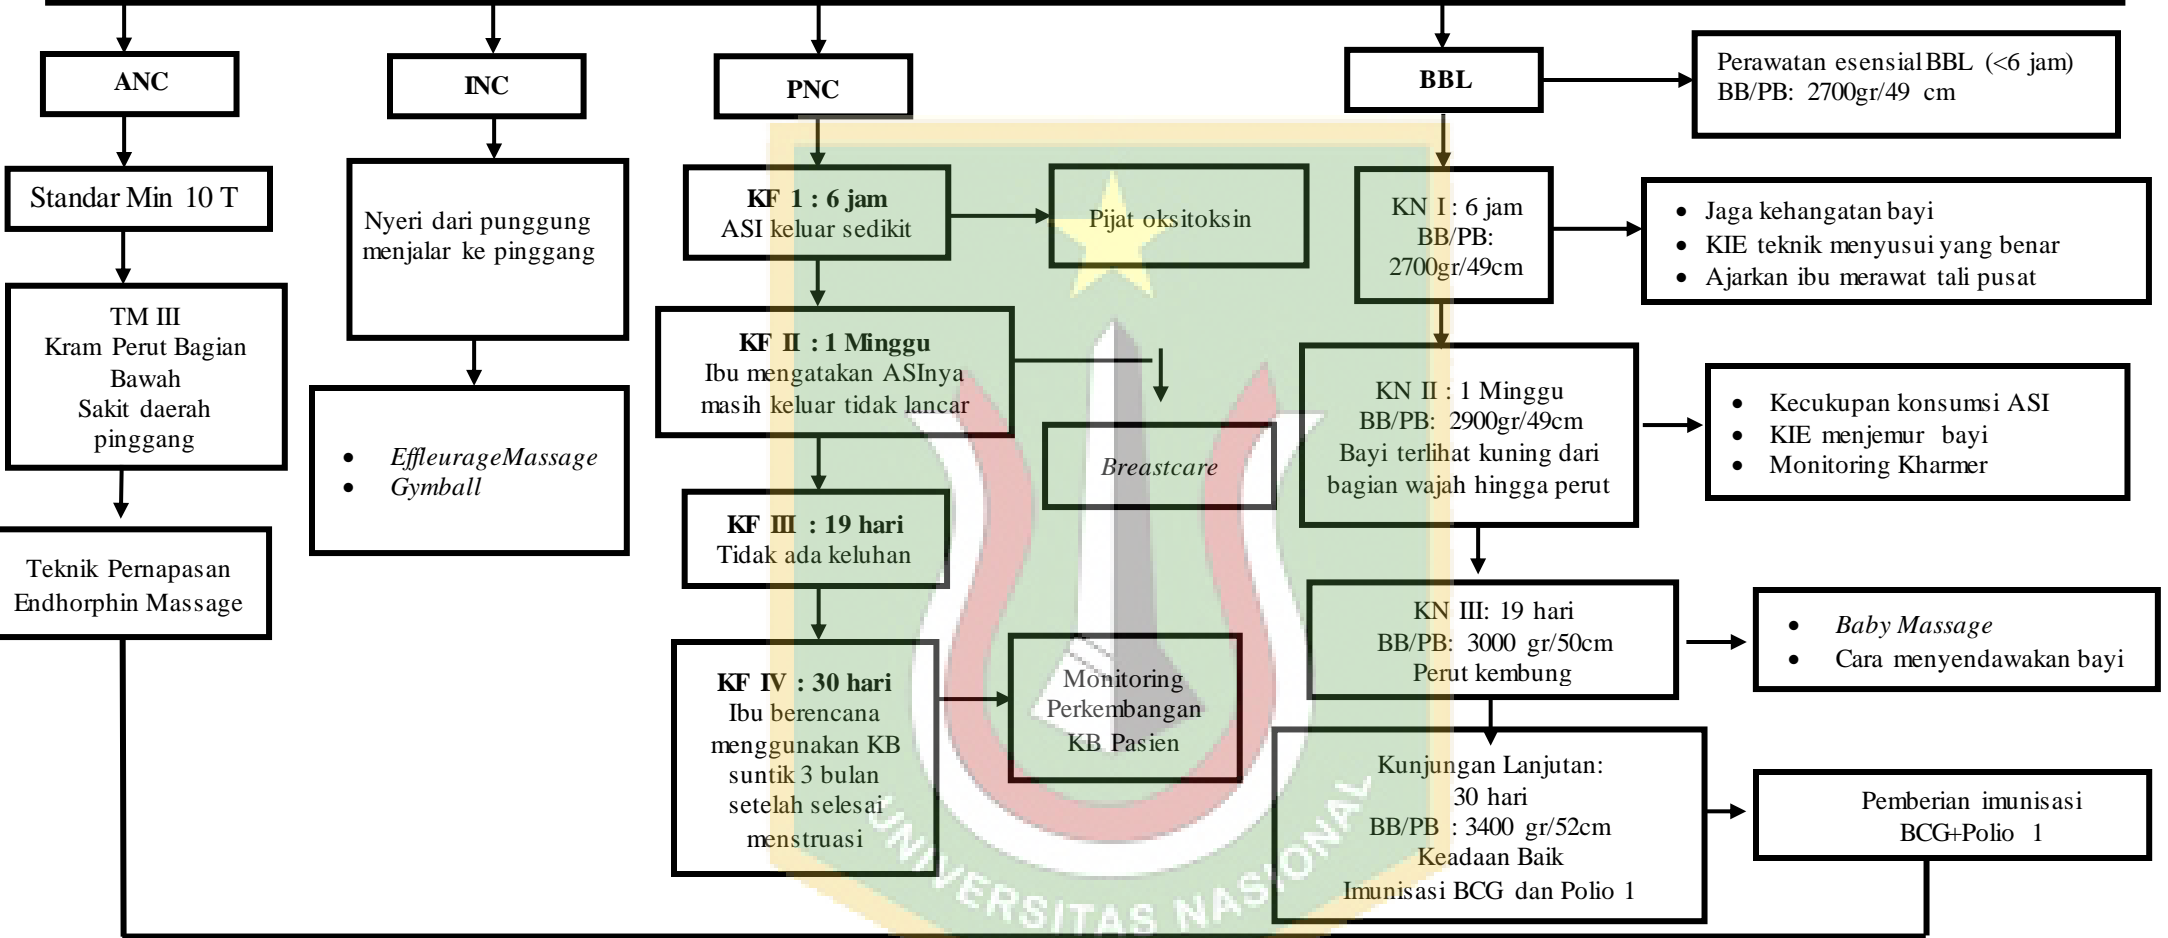 ANC
Standar Min 10 T
TM III
Kram Perut Bagian
Bawah
Sakit daerah
pinggang
Teknik Pernapasan
Endhorphin Massage
INC
Nyeri dari punggung
menjalar ke pinggang
• EffleurageMassage
• Gymball
PNC
KF 1 : 6 jam
ASI keluar sedikit
Pijat oksitoksin
KF II : 1 Minggu
Ibu mengatakan ASInya
masih keluar tidak lancar
Breastcare
KF III : 19 hari
Tidak ada keluhan
KF IV : 30 hari
Ibu berencana
menggunakan KB
suntik 3 bulan
setelah selesai
menstruasi
Monitoring
Perkembangan
KB Pasien
BBL
Perawatan esensial BBL (<6 jam)
BB/PB: 2700gr/49 cm
KN I : 6 jam
BB/PB:
2700gr/49cm
• Jaga kehangatan bayi
• KIE teknik menyusui yang benar
• Ajarkan ibu merawat tali pusat
KN II : 1 Minggu
BB/PB: 2900gr/49cm
Bayi terlihat kuning dari
bagian wajah hingga perut
• Kecukupan konsumsi ASI
• KIE menjemur bayi
• Monitoring Kharmer
KN III: 19 hari
BB/PB: 3000 gr/50cm
Perut kembung
• Baby Massage
• Cara menyendawakan bayi
Kunjungan Lanjutan:
30 hari
BB/PB : 3400 gr/52cm
Keadaan Baik
Imunisasi BCG dan Polio 1
Pemberian imunisasi
BCG+Polio 1
UNIVERSITAS NASIONAL